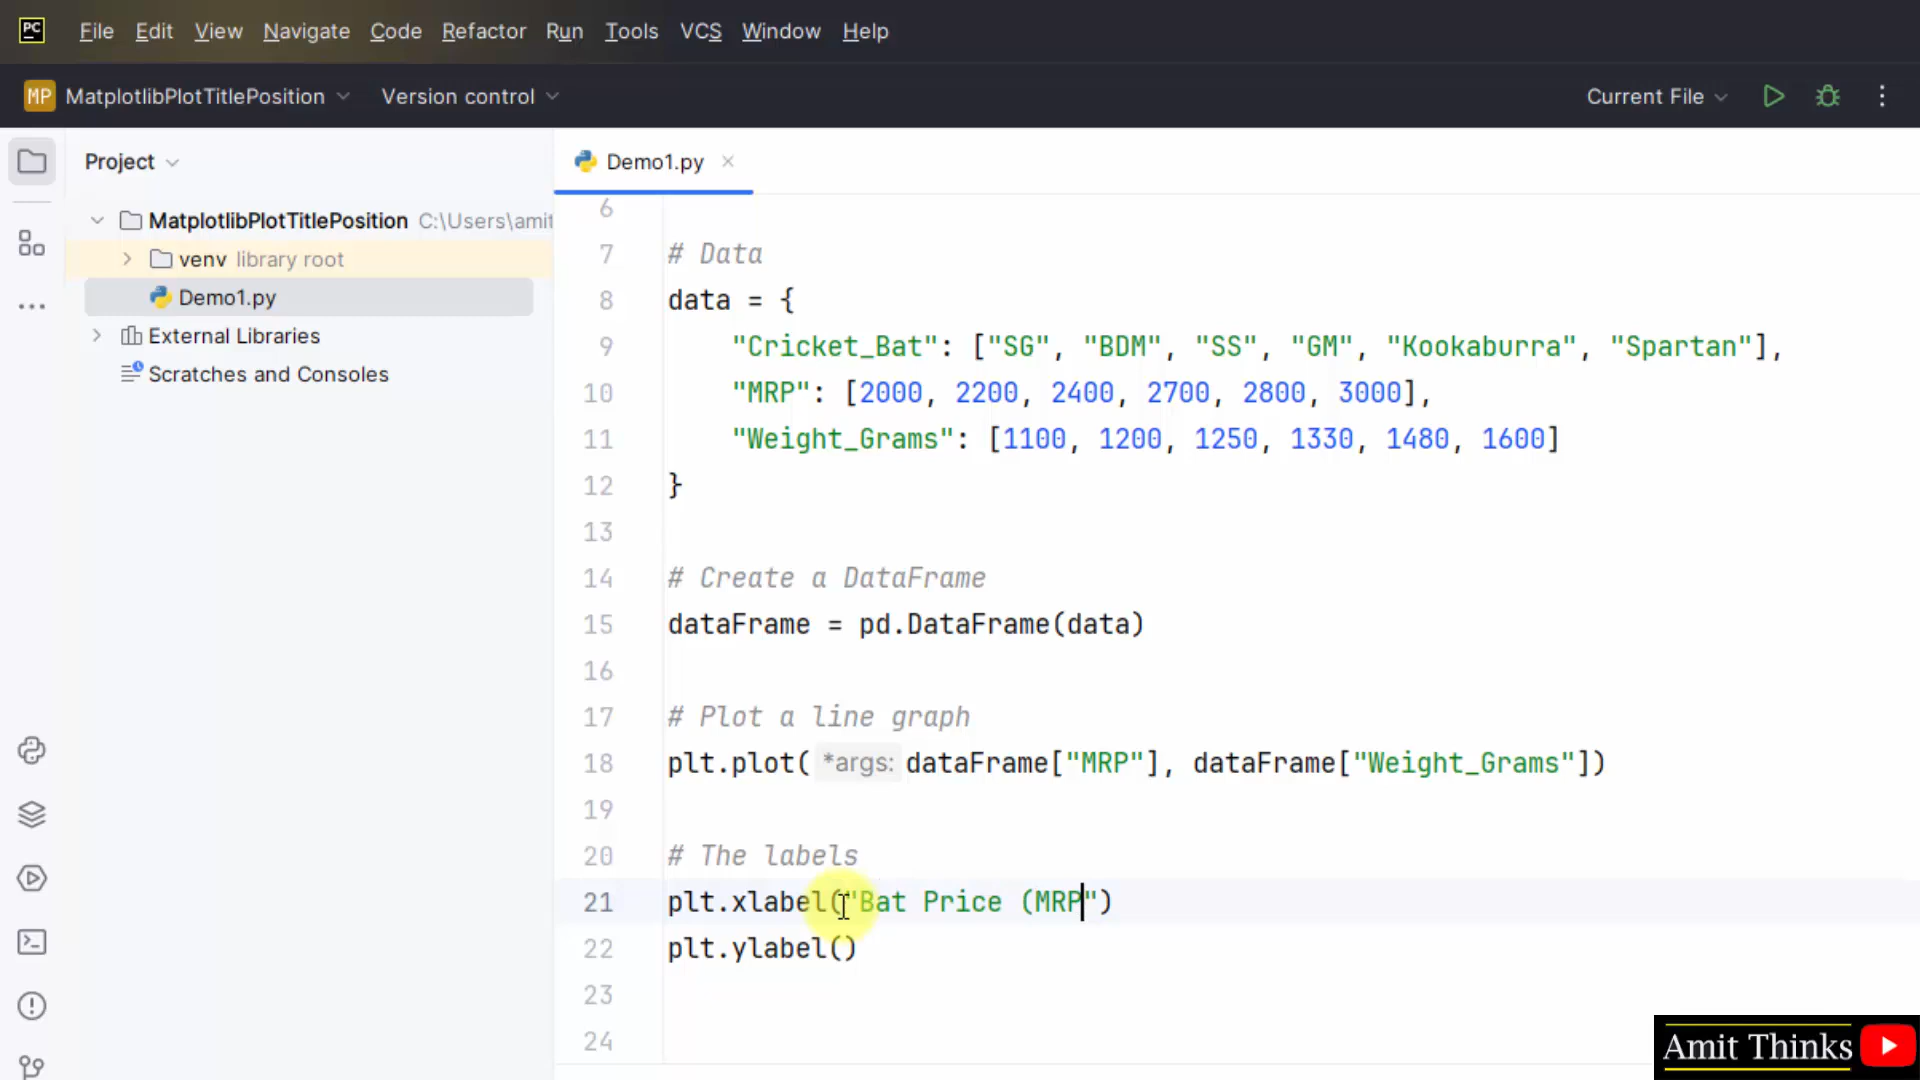 PC File Edit View Navigate Code Refactor Run Tools VCS Window Help
MP MatplotlibPlotTitlePosition Version control Current File
Project
Demo1.py
MatplotlibPlotTitlePosition C:\Users\amit
venv library root
Demo1.py
External Libraries
Scratches and Consoles
6
7 # Data
8 data = {
9 "Cricket_Bat": ["SG", "BDM", "SS", "GM", "Kookaburra", "Spartan"],
10 "MRP": [2000, 2200, 2400, 2700, 2800, 3000],
11 "Weight_Grams": [1100, 1200, 1250, 1330, 1480, 1600]
12 }
13
14 # Create a DataFrame
15 dataFrame = pd.DataFrame(data)
16
17 # Plot a line graph
18 plt.plot( *args: dataFrame["MRP"], dataFrame["Weight_Grams"])
19
20 # The labels
21 plt.xlabel("Bat Price (MRP")
22 plt.ylabel()
23
24
Amit Thinks